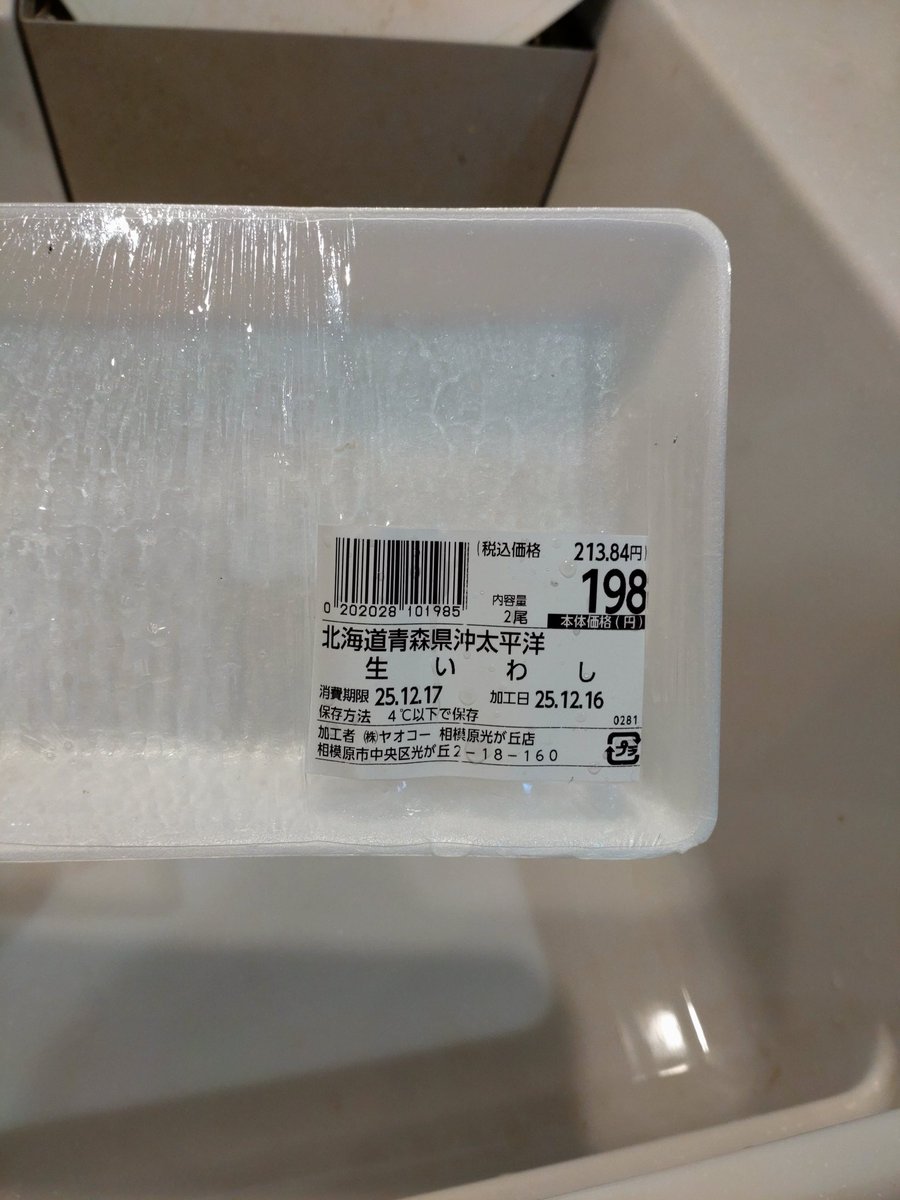 (税込価格 213.84円)
198
内容量
2尾
本体価格(円)
0 202028 101985
北海道青森県沖太平洋
生いわし
消費期限 25.12.17 加工日 25.12.16
保存方法 4℃以下で保存
0281
加工者 ㈱ヤオコー 相模原光が丘店
相模原市中央区光が丘2-18-160
プラ